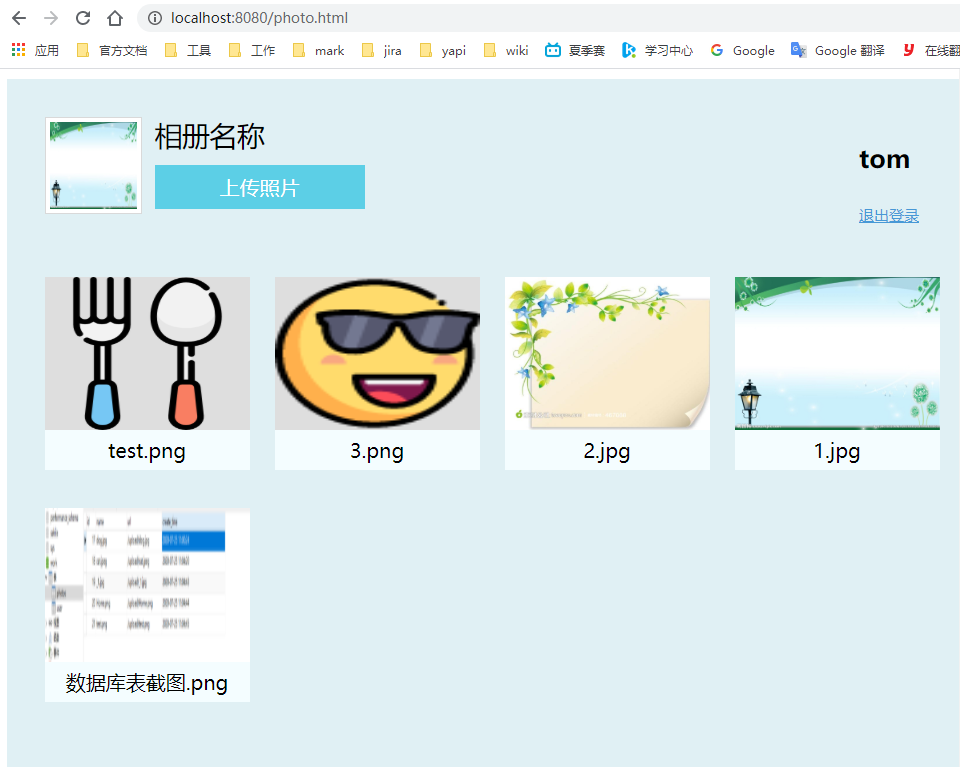 localhost:8080/photo.html
应用 官方文档 工具 工作 mark jira yapi wiki 夏季赛 学习中心 Google Google 翻译 在线翻
相册名称
上传照片
tom
退出登录
test.png 3.png 2.jpg 1.jpg
数据库表截图.png